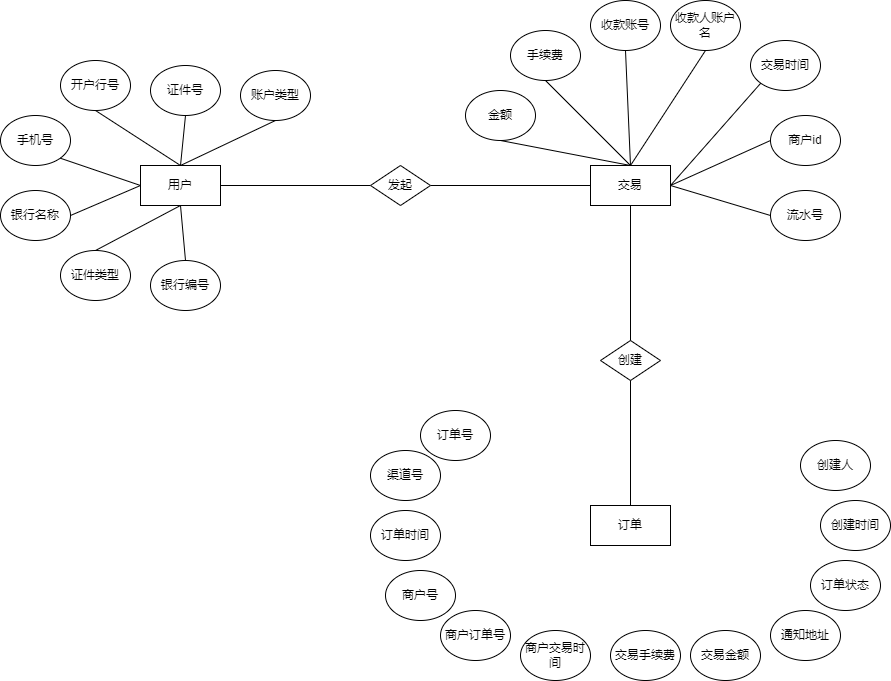 收款账号
收款人账户
名
手续费
交易时间
开户行号
证件号
账户类型
金额
手机号
商户id
用户
发起
交易
银行名称
流水号
证件类型
银行编号
创建
订单号
创建人
渠道号
订单
创建时间
订单时间
订单状态
商户号
商户订单号
通知地址
商户交易时
间
交易手续费
交易金额